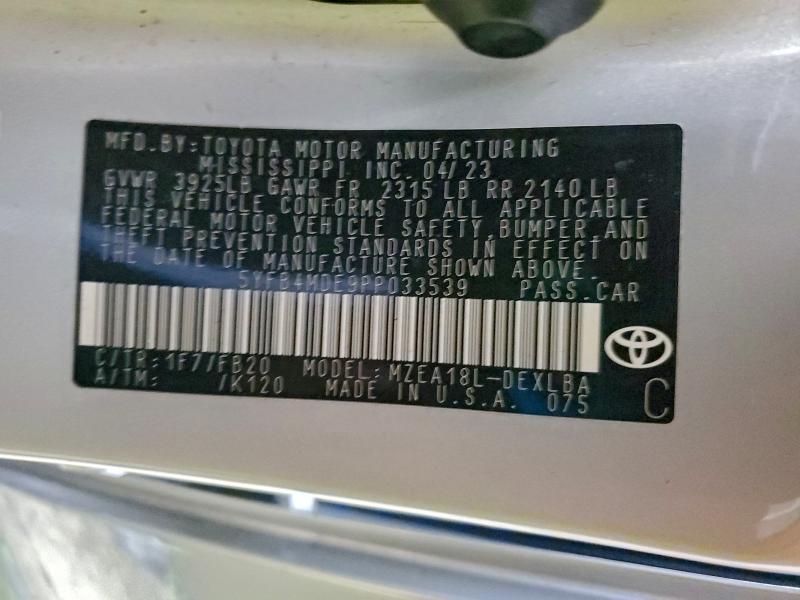 MFD.BY:TOYOTA MOTOR MANUFACTURING
MISSISSIPPI, INC. 04/23
GVWR 3925LB GAWR FR 2315 LB RR 2140 LB
THIS VEHICLE CONFORMS TO ALL APPLICABLE
FEDERAL MOTOR VEHICLE SAFETY, BUMPER AND
THEFT PREVENTION STANDARDS IN EFFECT ON
THE DATE OF MANUFACTURE SHOWN ABOVE.
5YFB4MDE9PP033539 PASS.CAR
C/TR:1F7/FB20 MODEL:MZEA18L-DEXLBA
A/TM: /K120 MADE IN U.S.A. 075
C